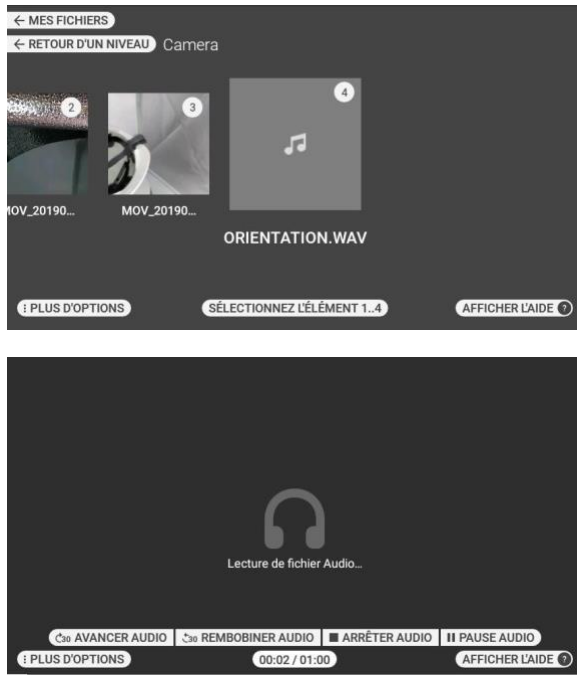 ← MES FICHIERS
← RETOUR D'UN NIVEAU Camera
2 3 4
MOV_20190... MOV_20190...
ORIENTATION.WAV
PLUS D'OPTIONS SÉLECTIONNEZ L'ÉLÉMENT 1..4 AFFICHER L'AIDE ?
Lecture de fichier Audio...
30 AVANCER AUDIO 30 REMBOBINER AUDIO ARRÊTER AUDIO PAUSE AUDIO
PLUS D'OPTIONS 00:02 / 01:00 AFFICHER L'AIDE ?